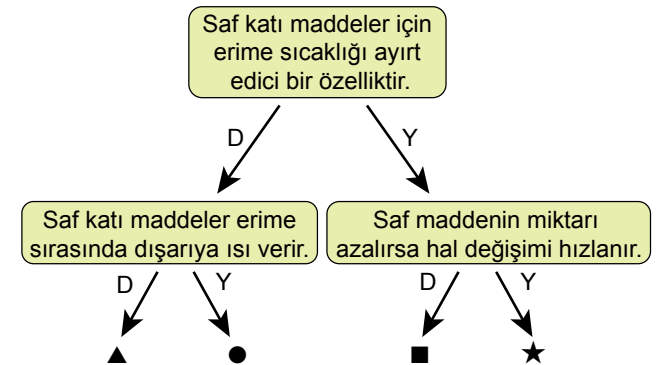 Saf katı maddeler için
erime sıcaklığı ayırt
edici bir özelliktir.
D
Y
Saf katı maddeler erime
sırasında dışarıya ısı verir.
Saf maddenin miktarı
azalırsa hal değişimi hızlanır.
D
Y
D
Y